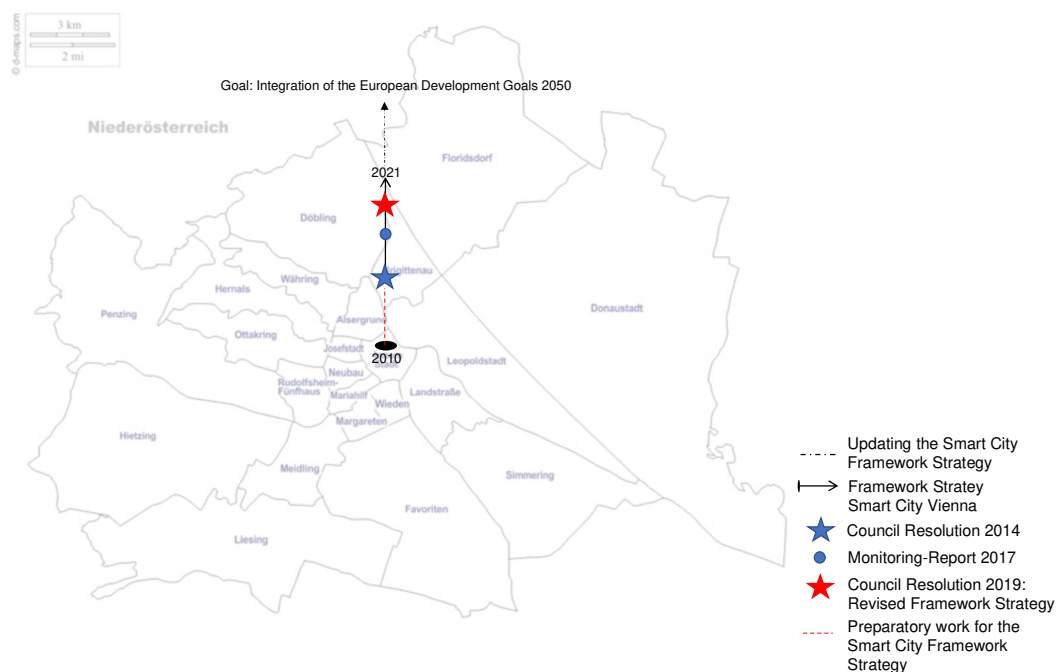 © d-maps.com
3 km
2 mi
Goal: Integration of the European Development Goals 2050
Niederösterreich
Floridsdorf
2021
Döbling
Brigittenau
Währing
Hernals
Penzing
Donaustadt
Alsergrund
Ottakring
Josefstadt
Leopoldstadt
2010
Stadt
Neubau
Rudolfsheim-
Fünfhaus
Mariahilf
Landstraße
Wieden
Margareten
Hietzing
Meidling
Simmering
Favoriten
Liesing
Updating the Smart City
Framework Strategy
Framework Stratey
Smart City Vienna
Council Resolution 2014
Monitoring-Report 2017
Council Resolution 2019:
Revised Framework Strategy
Preparatory work for the
Smart City Framework
Strategy